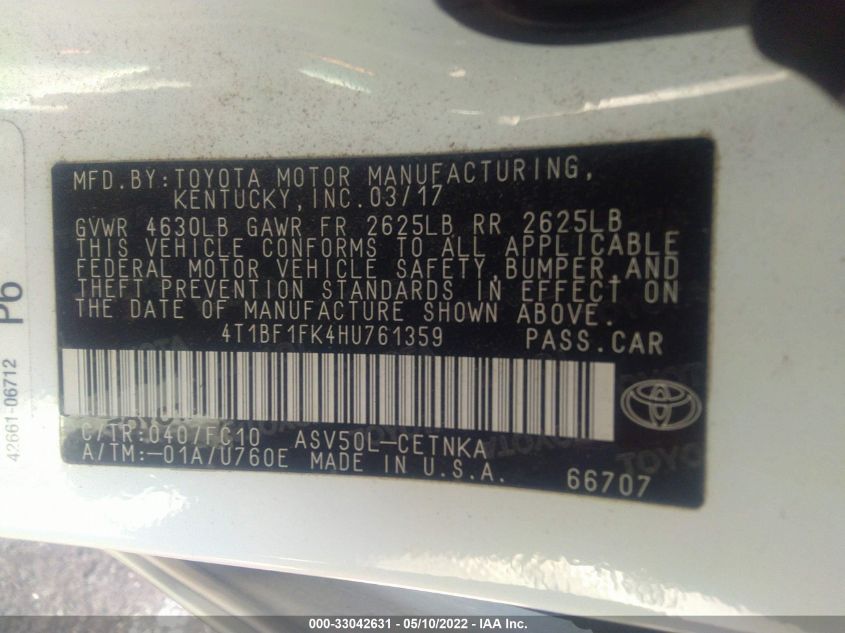 MFD.BY:TOYOTA MOTOR MANUFACTURING,
KENTUCKY,INC.03/17
GVWR 4630LB GAWR FR 2625LB RR 2625LB
THIS VEHICLE CONFORMS TO ALL APPLICABLE
FEDERAL MOTOR VEHICLE SAFETY,BUMPER,AND
THEFT PREVENTION STANDARDS IN EFFECT ON
THE DATE OF MANUFACTURE SHOWN ABOVE.
4T1BF1FK4HU761359 PASS.CAR
C/TR:040/FC10 ASV50L-CETNKA
A/TM:-01A/U760E MADE IN U.S.A.
66707
42661-06712 P6
000-33042631 - 05/10/2022 - IAA Inc.